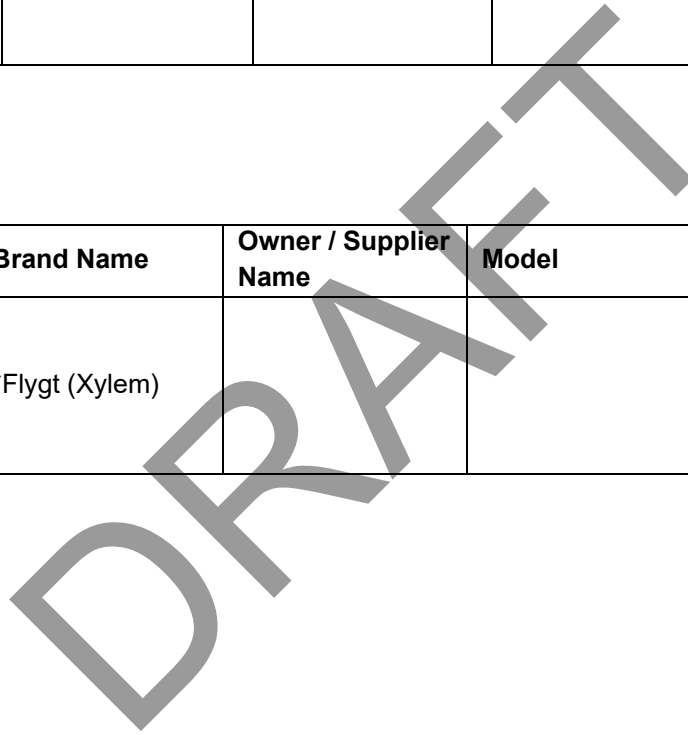 Brand Name
Owner / Supplier
Name
Model
Flygt (Xylem)
DRAFT